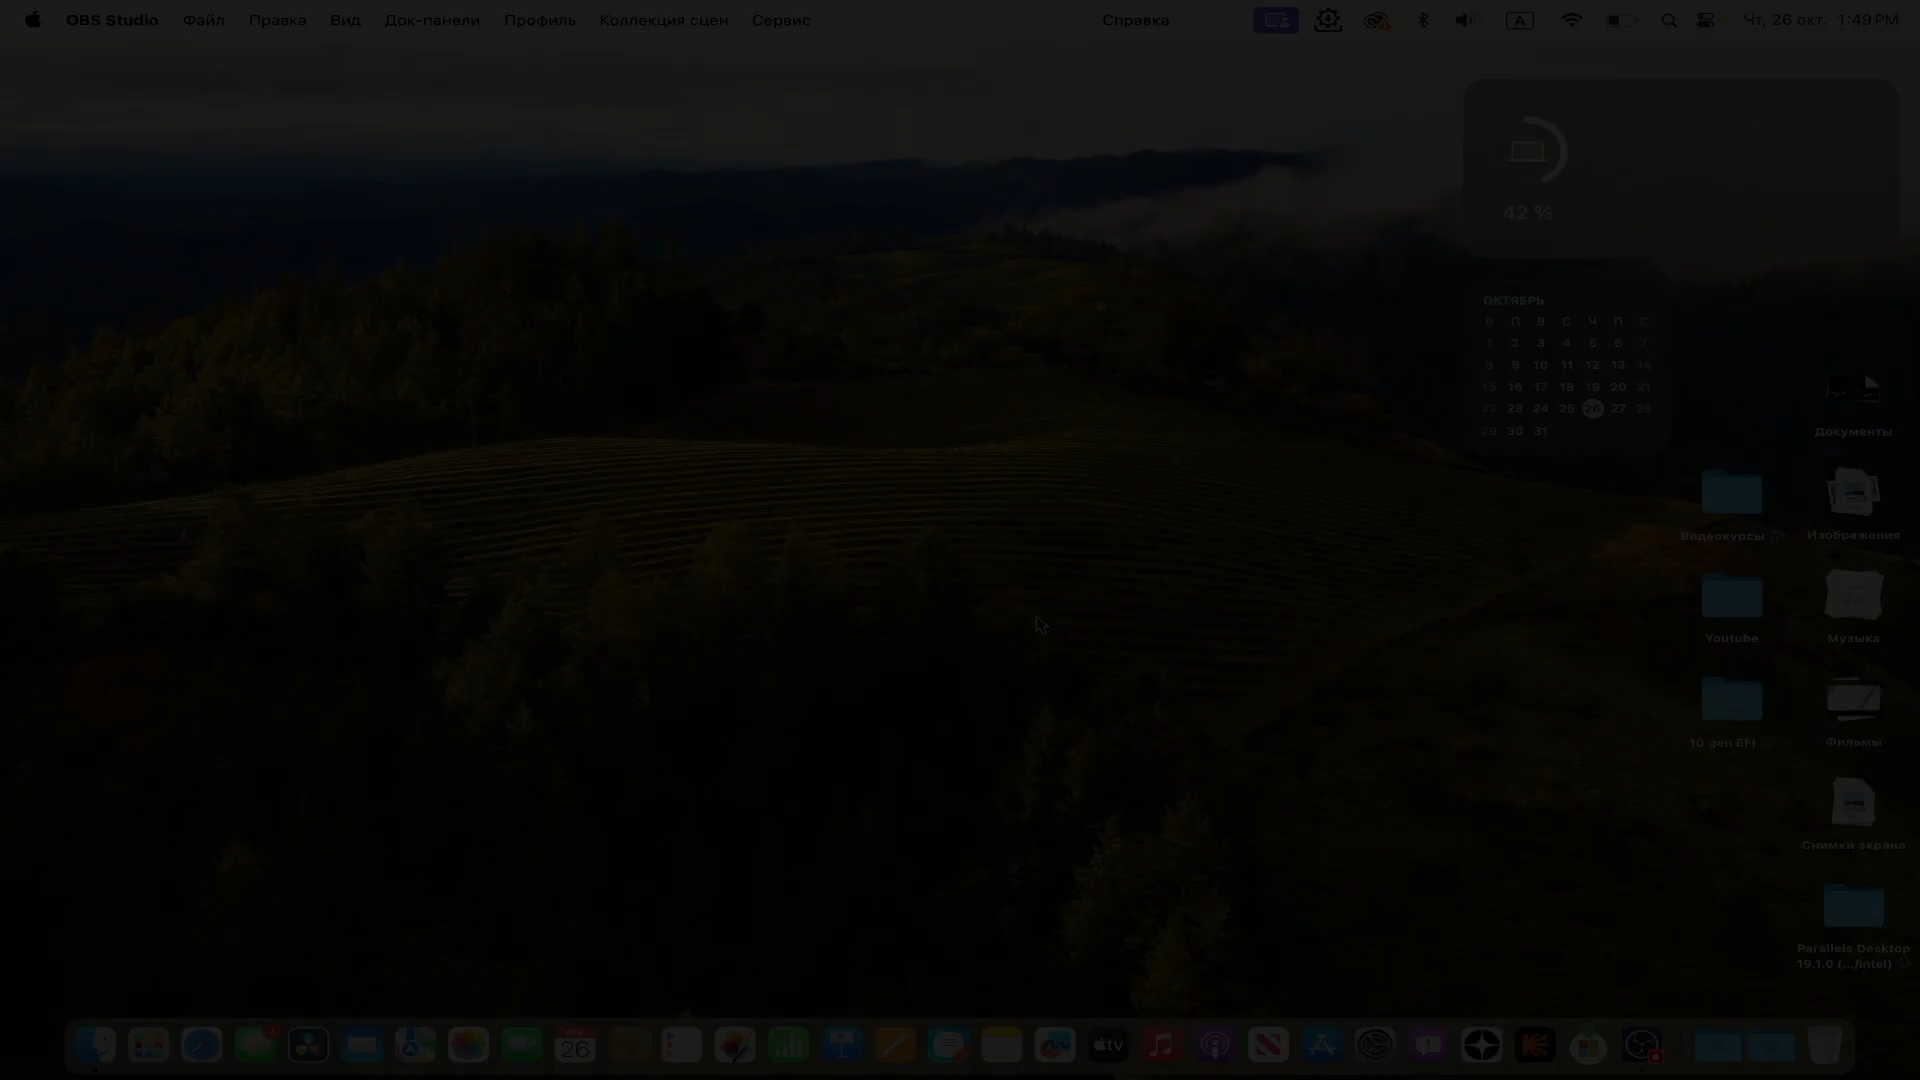 OBS Studio Файл Правка Вид Док-панели Профиль Коллекция сцен Сервис Справка A Чт, 26 окт. 1:49 PM
42 %
ОКТЯБРЬ
В П В С Ч П С
1 2 3 4 5 6 7
8 9 10 11 12 13 14
15 16 17 18 19 20 21
22 23 24 25 26 27 28
29 30 31
Документы
Видеокурсы Изображения
Youtube Музыка
10 gen EFI Фильмы
Снимки экрана
Parallels Desktop
19.1.0 (.../intel)
26 tv